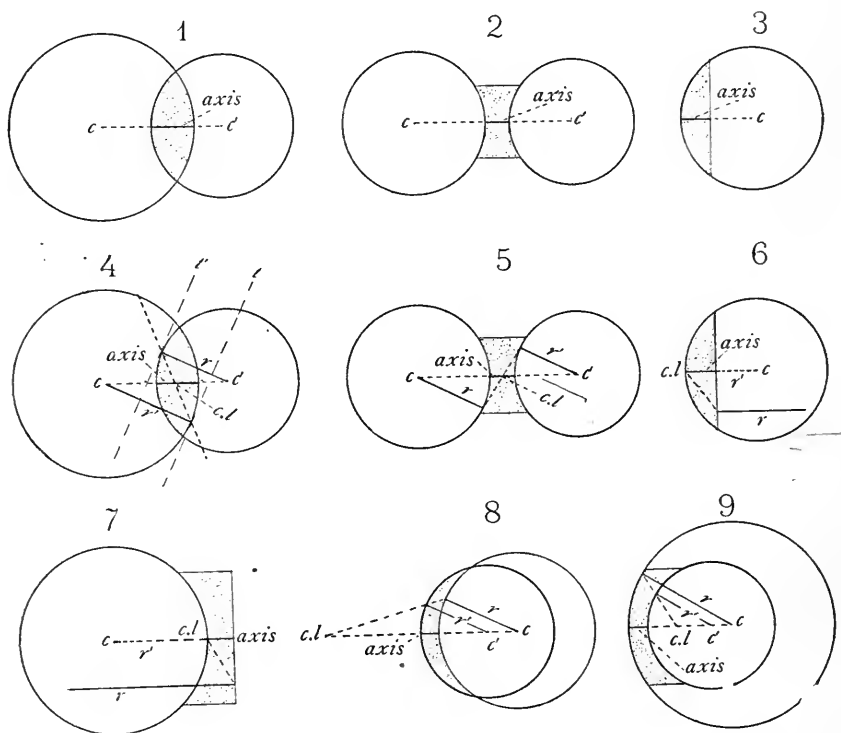 1
axis
c c'
2
axis
c c'
3
axis
c
4
l' l
axis
r
c c'
r'
c.l
5
axis
r'
c c'
r
c.l
6
axis
c.l c
r'
r
7
c c.l axis
r'
r
8
r
r'
c
c.l
axis c'
9
r
r'
c
c.l c'
axis